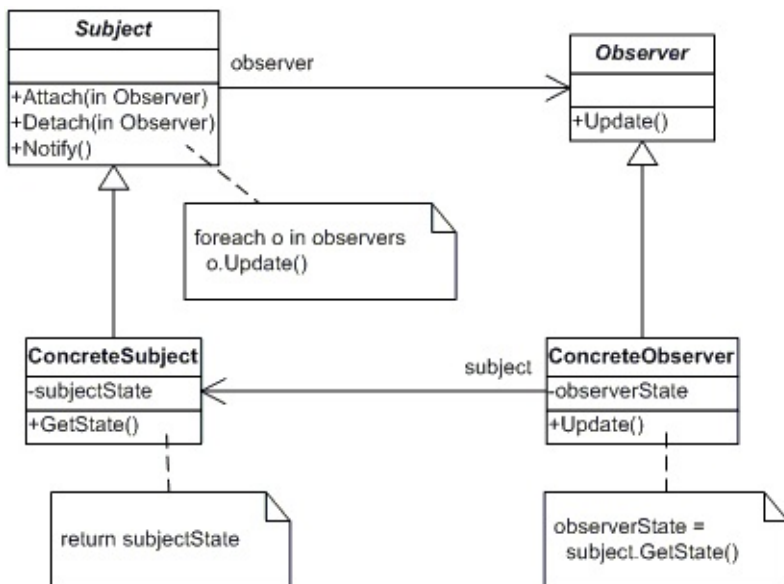 Subject
+Attach(in Observer)
+Detach(in Observer)
+Notify()
observer
Observer
+Update()
foreach o in observers
o.Update()
ConcreteSubject
-subjectState
+GetState()
subject
ConcreteObserver
-observerState
+Update()
return subjectState
observerState =
subject.GetState()